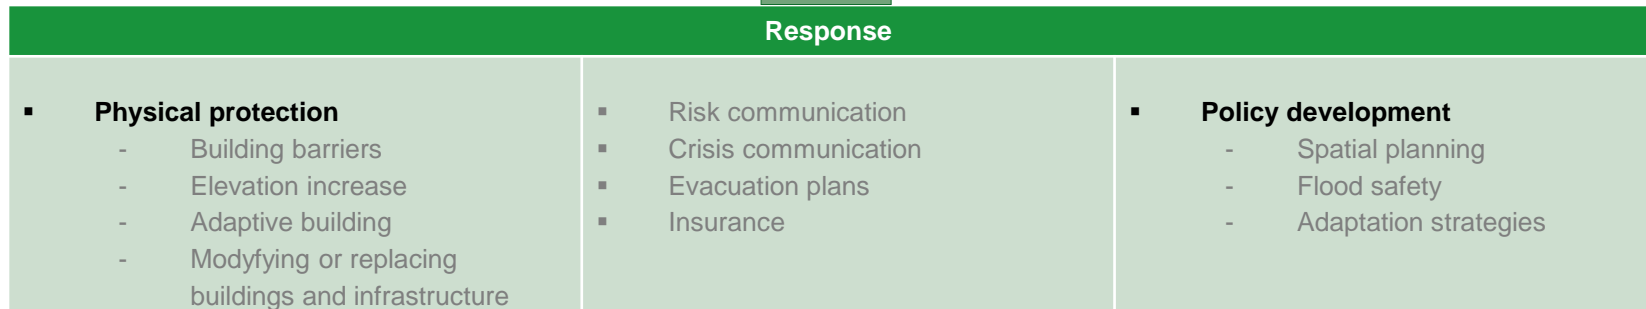 Response
▪ Physical protection
- Building barriers
- Elevation increase
- Adaptive building
- Modyfying or replacing
buildings and infrastructure
▪ Risk communication
▪ Crisis communication
▪ Evacuation plans
▪ Insurance
▪ Policy development
- Spatial planning
- Flood safety
- Adaptation strategies